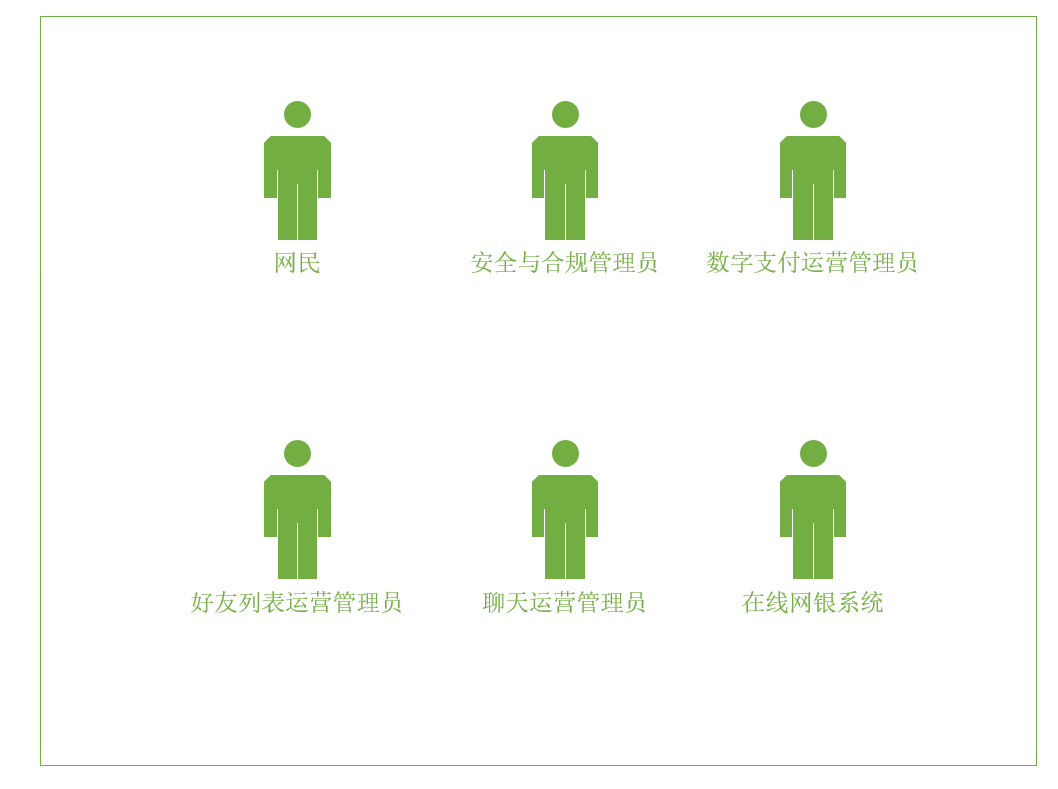 网民
安全与合规管理员
数字支付运营管理员
好友列表运营管理员
聊天运营管理员
在线网银系统